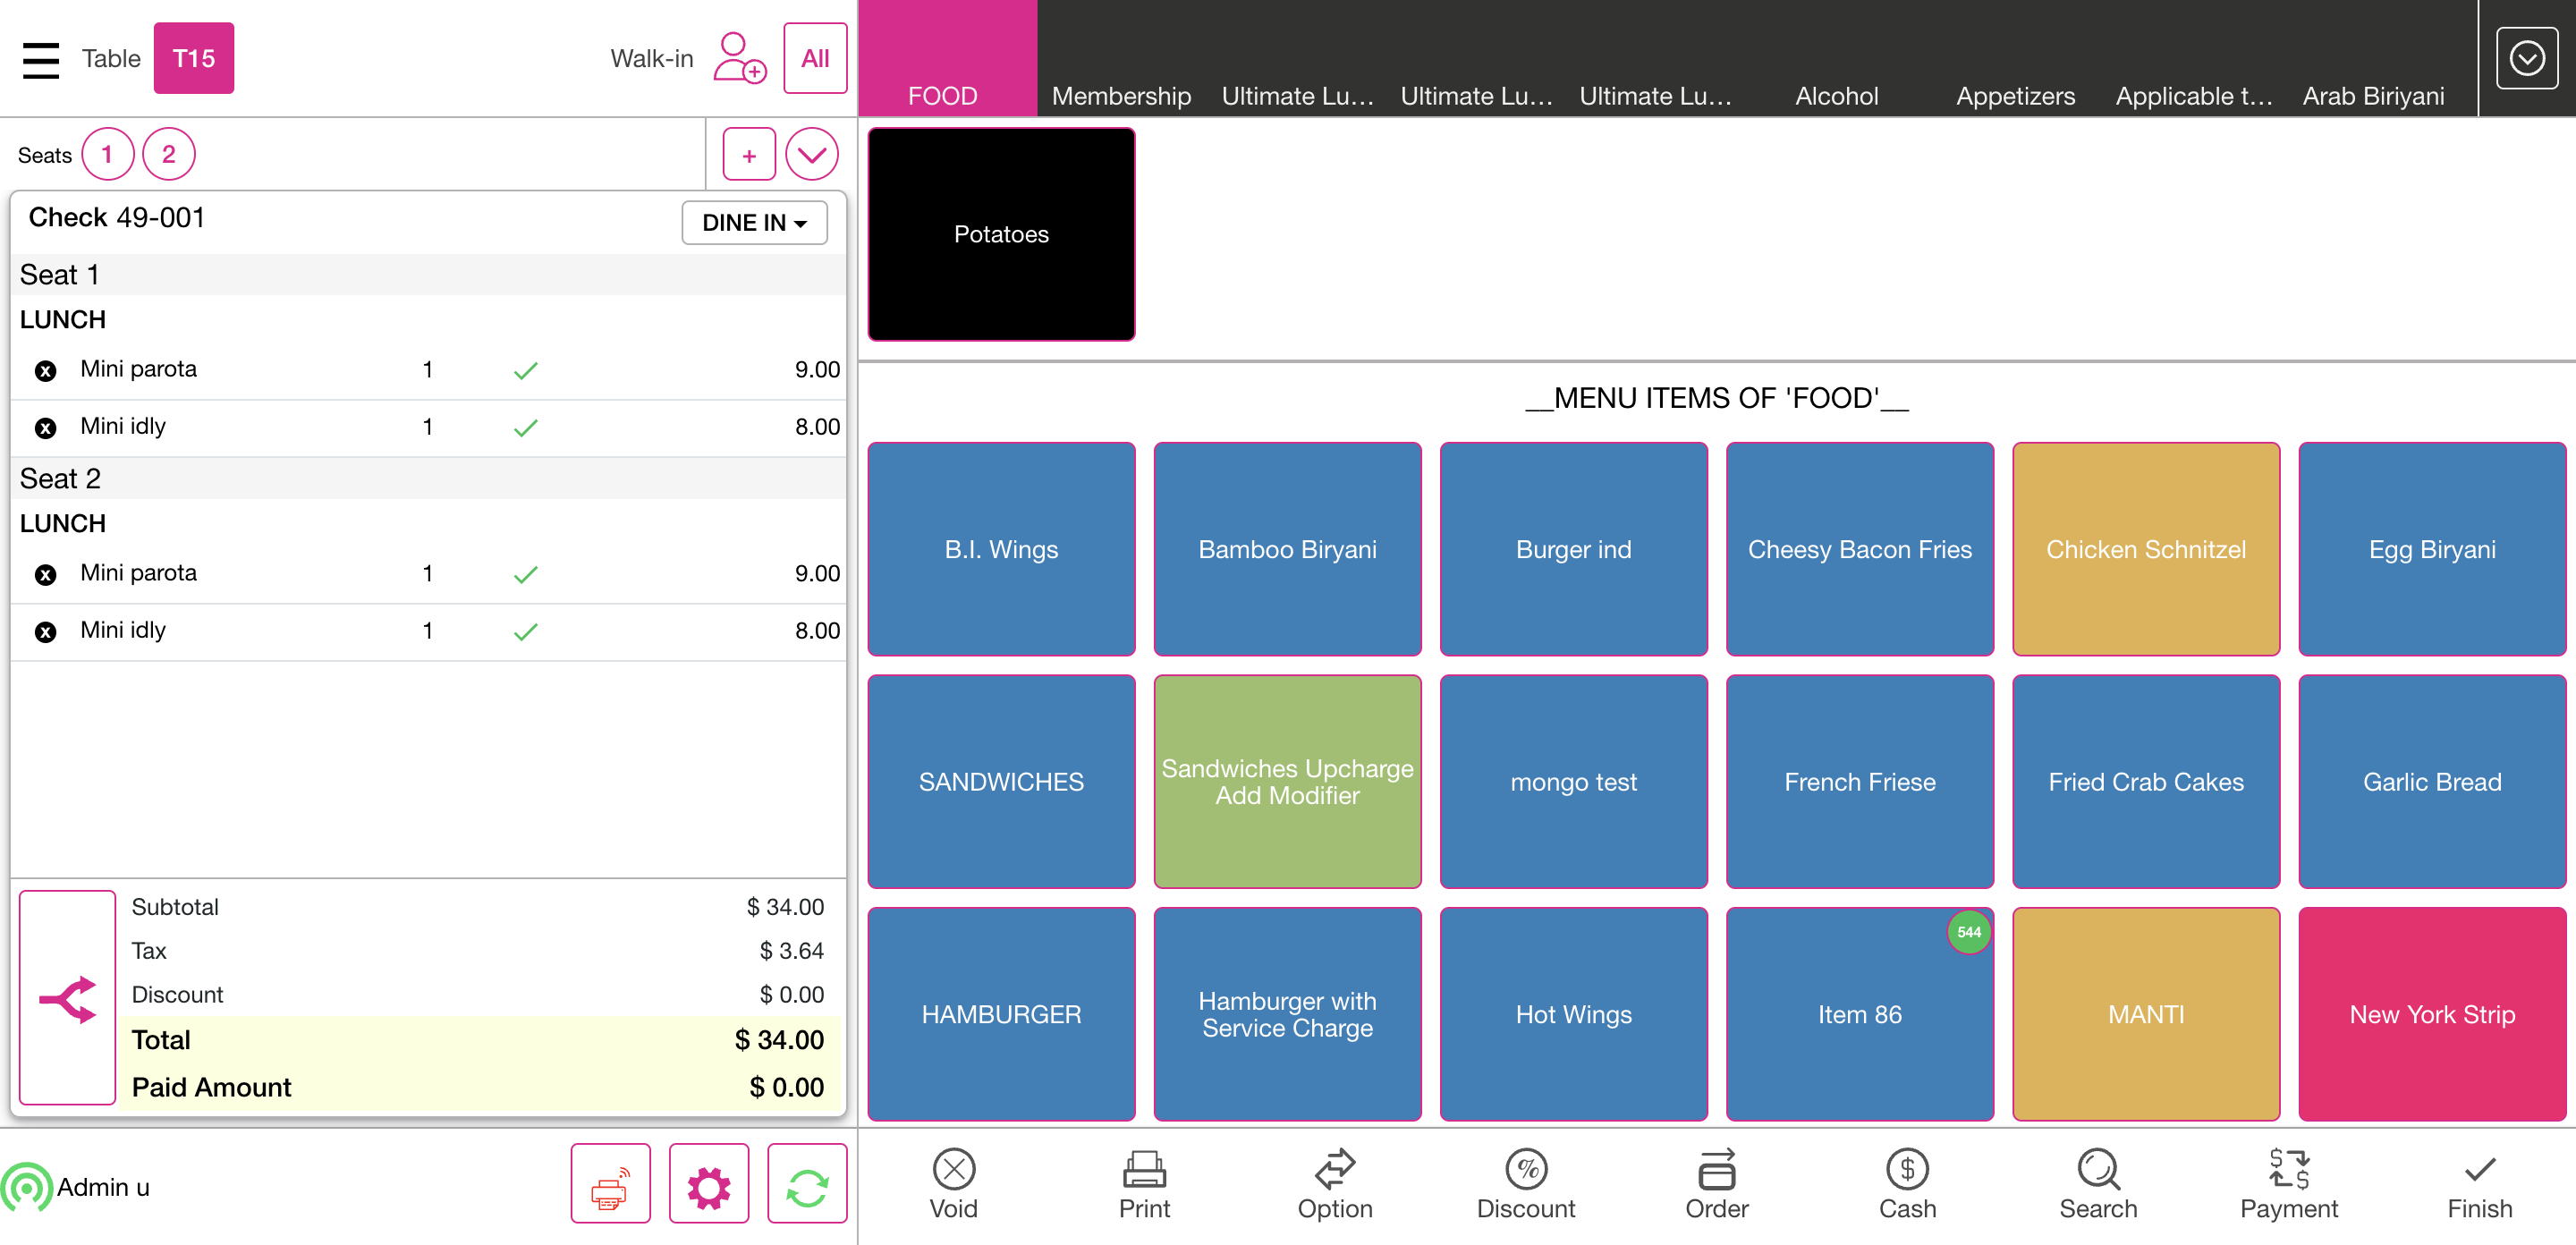 Table T15 Walk-in All
FOOD Membership Ultimate Lu... Ultimate Lu... Ultimate Lu... Alcohol Appetizers Applicable t... Arab Biriyani
Seats 1 2 +
Check 49-001 DINE IN
Seat 1
LUNCH
x Mini parota 1 9.00
x Mini idly 1 8.00
Seat 2
LUNCH
x Mini parota 1 9.00
x Mini idly 1 8.00
Subtotal $ 34.00
Tax $ 3.64
Discount $ 0.00
Total $ 34.00
Paid Amount $ 0.00
Admin u
Potatoes
__MENU ITEMS OF 'FOOD'__
B.I. Wings
Bamboo Biryani
Burger ind
Cheesy Bacon Fries
Chicken Schnitzel
Egg Biryani
SANDWICHES
Sandwiches Upcharge
Add Modifier
mongo test
French Friese
Fried Crab Cakes
Garlic Bread
HAMBURGER
Hamburger with
Service Charge
Hot Wings
544
Item 86
MANTI
New York Strip
Void Print Option Discount Order Cash Search Payment Finish